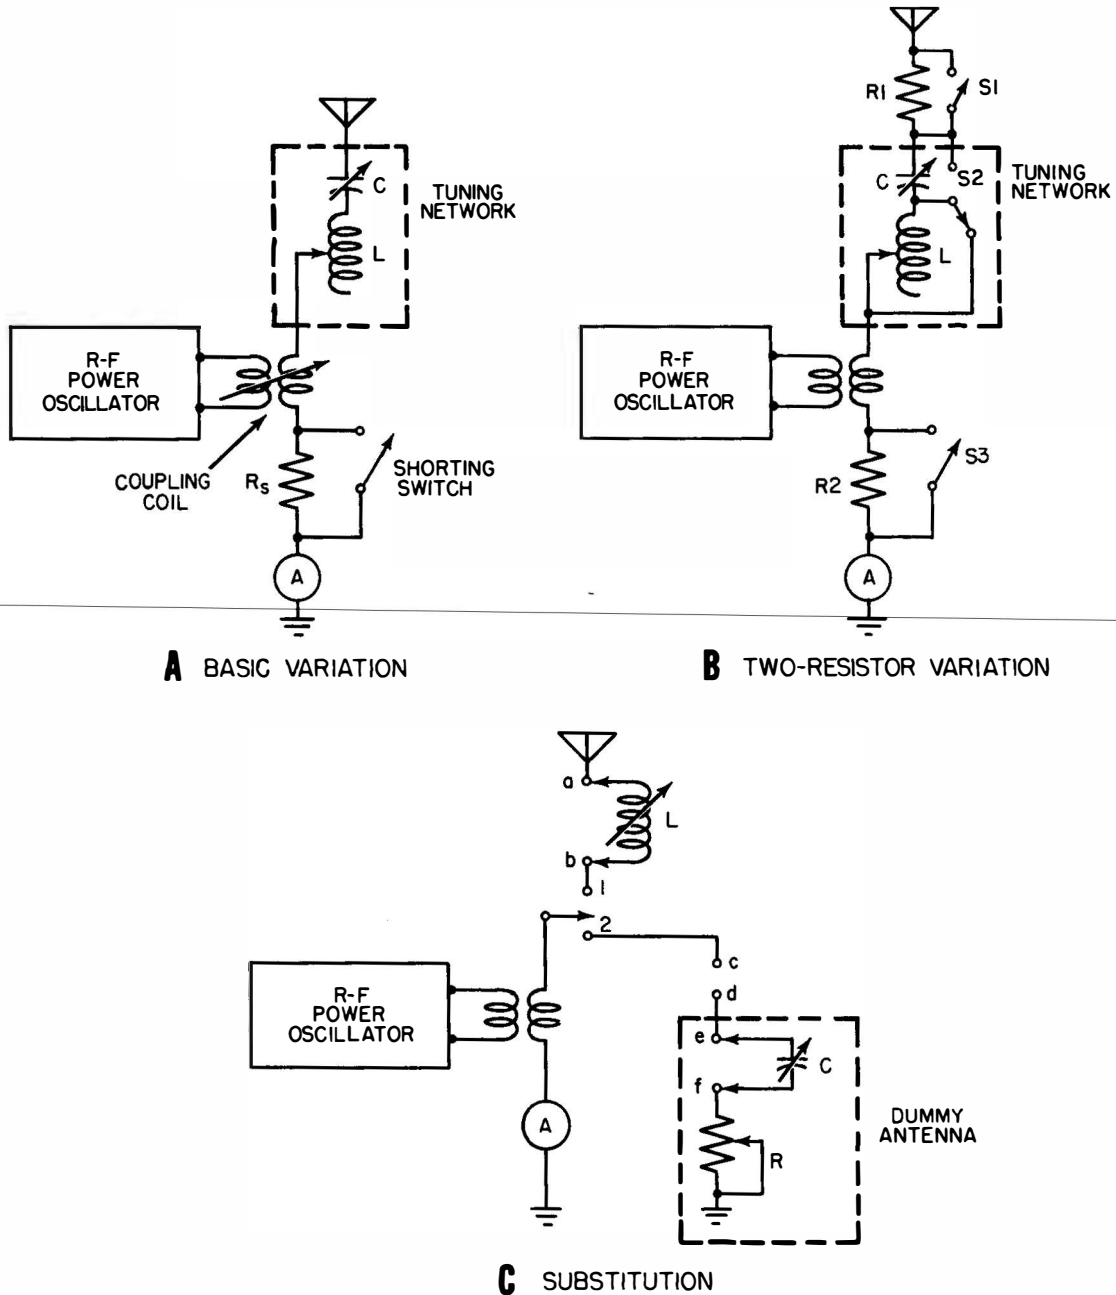 C
L
TUNING
NETWORK
R-F
POWER
OSCILLATOR
COUPLING
COIL
Rs
SHORTING
SWITCH
A
A BASIC VARIATION
R1
S1
C
S2
TUNING
NETWORK
L
R-F
POWER
OSCILLATOR
R2
S3
A
B TWO-RESISTOR VARIATION
a
L
b
1
2
c
d
R-F
POWER
OSCILLATOR
e
C
f
R
A
DUMMY
ANTENNA
C SUBSTITUTION